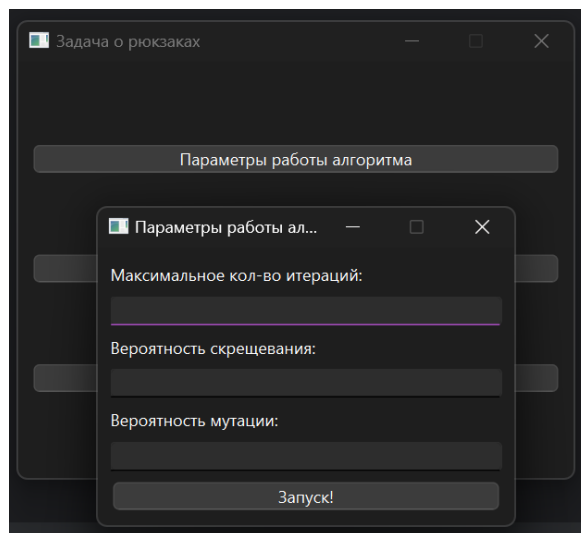 Задача о рюкзаках
Параметры работы алгоритма
Параметры работы ал...
Максимальное кол-во итераций:
Вероятность скрещевания:
Вероятность мутации:
Запуск!